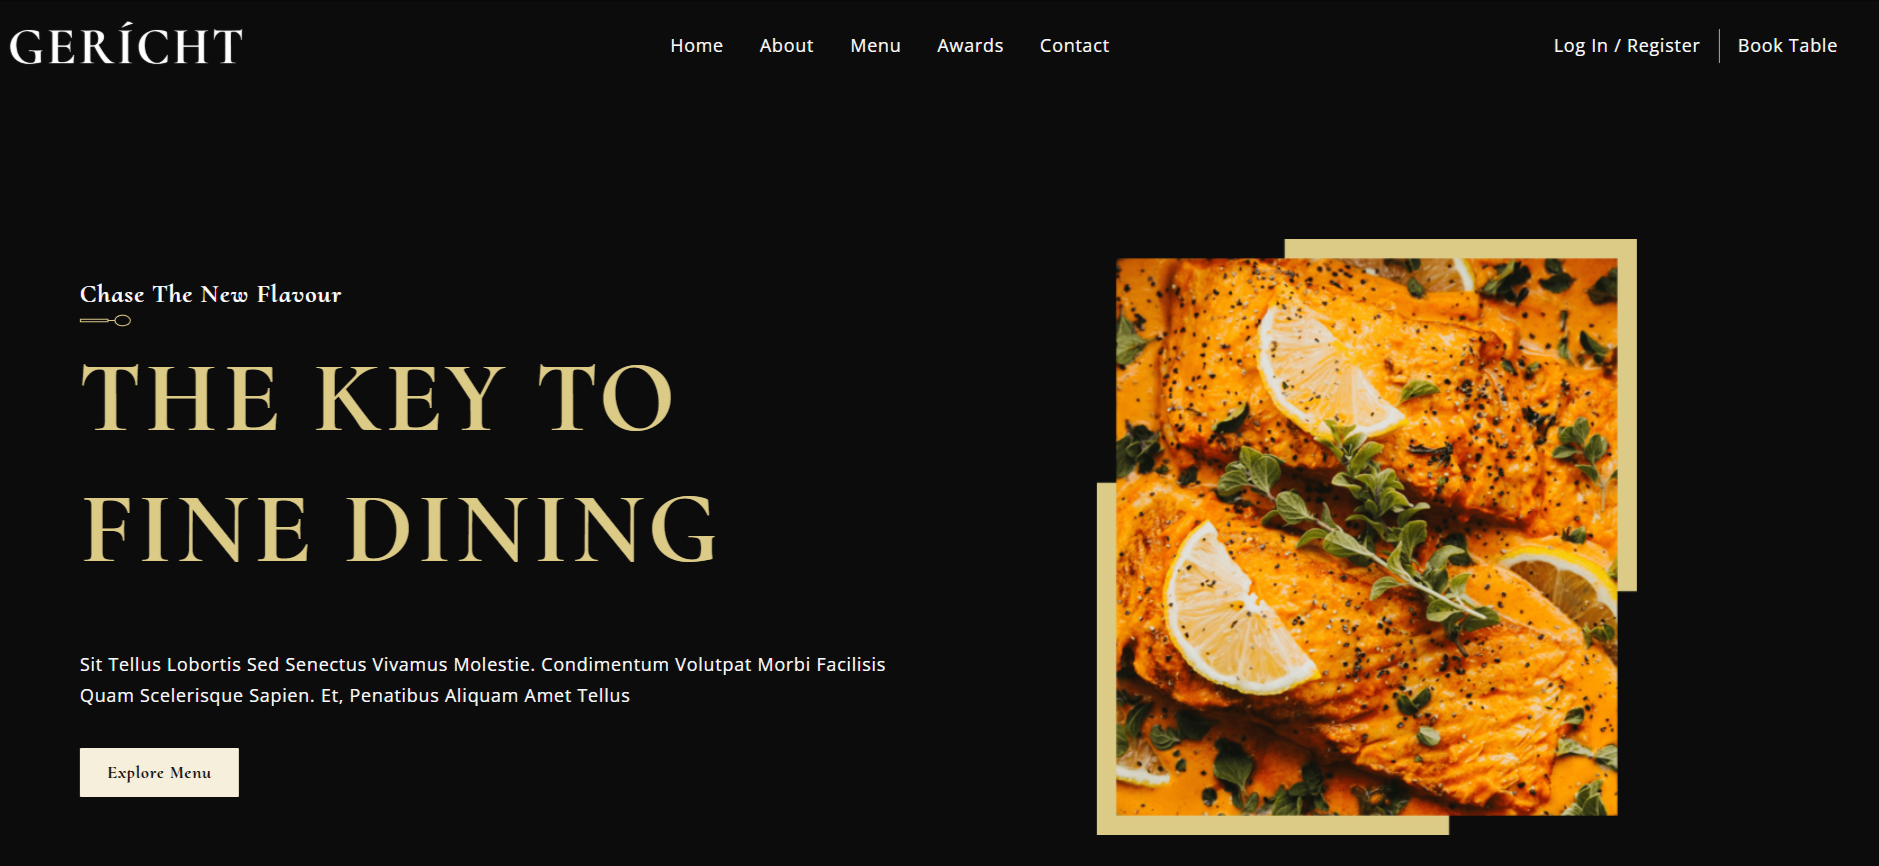 GERÍCHT
Home About Menu Awards Contact
Log In / Register Book Table
Chase The New Flavour
THE KEY TO
FINE DINING
Sit Tellus Lobortis Sed Senectus Vivamus Molestie. Condimentum Volutpat Morbi Facilisis
Quam Scelerisque Sapien. Et, Penatibus Aliquam Amet Tellus
Explore Menu